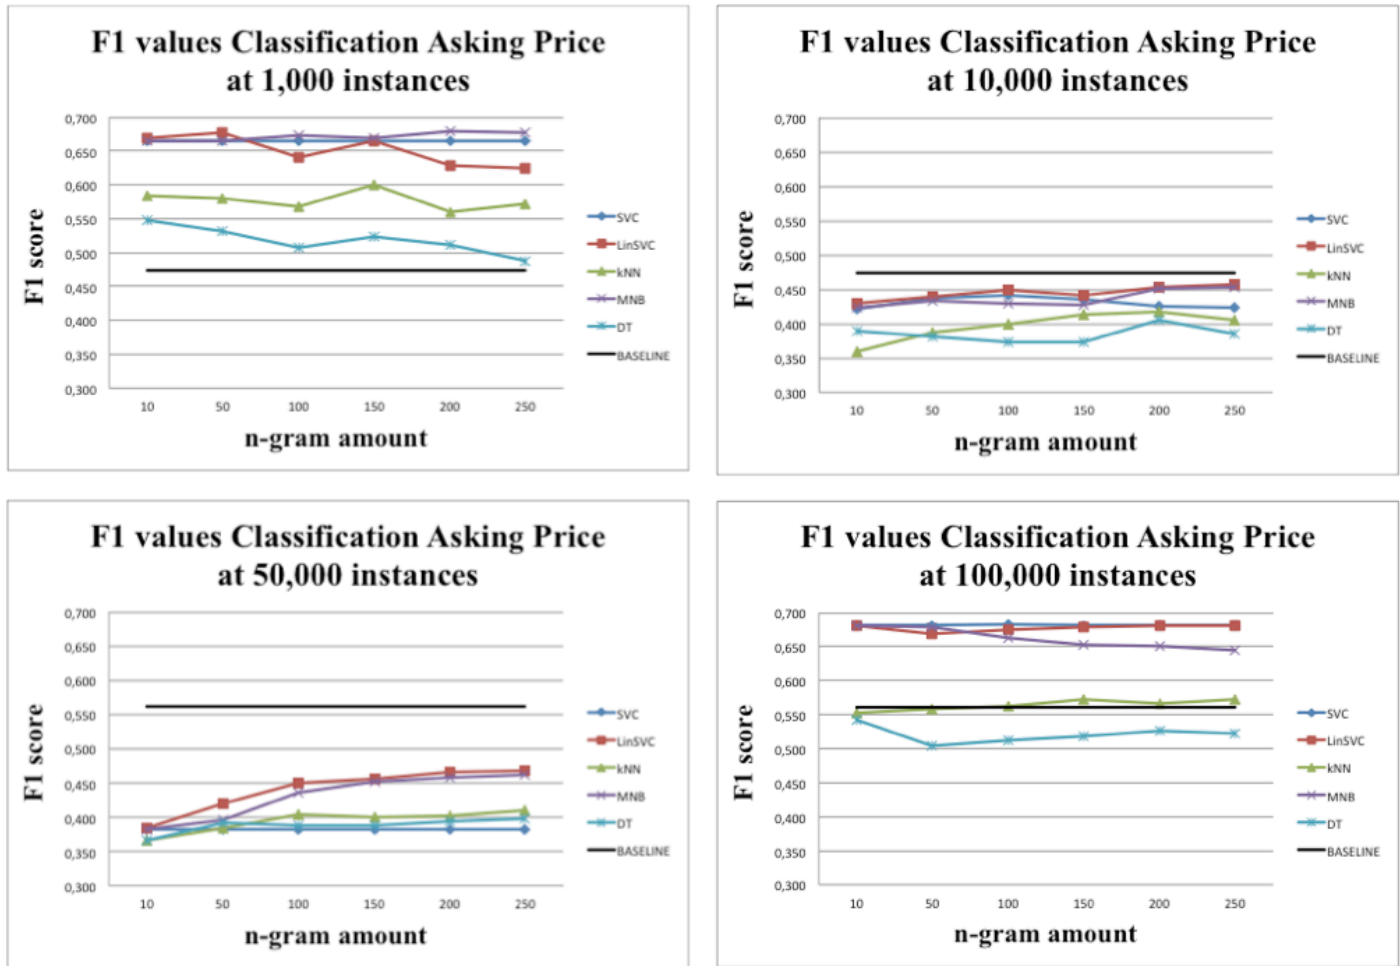 F1 values Classification Asking Price
at 1,000 instances
0,700
0,650
0,600
0,550
0,500
0,450
0,400
0,350
0,300
F1 score
10 50 100 150 200 250
n-gram amount
SVC
LinSVC
kNN
MNB
DT
BASELINE
F1 values Classification Asking Price
at 10,000 instances
0,700
0,650
0,600
0,550
0,500
0,450
0,400
0,350
0,300
F1 score
10 50 100 150 200 250
n-gram amount
SVC
LinSVC
kNN
MNB
DT
BASELINE
F1 values Classification Asking Price
at 50,000 instances
0,700
0,650
0,600
0,550
0,500
0,450
0,400
0,350
0,300
F1 score
10 50 100 150 200 250
n-gram amount
SVC
LinSVC
kNN
MNB
DT
BASELINE
F1 values Classification Asking Price
at 100,000 instances
0,700
0,650
0,600
0,550
0,500
0,450
0,400
0,350
0,300
F1 score
10 50 100 150 200 250
n-gram amount
SVC
LinSVC
kNN
MNB
DT
BASELINE